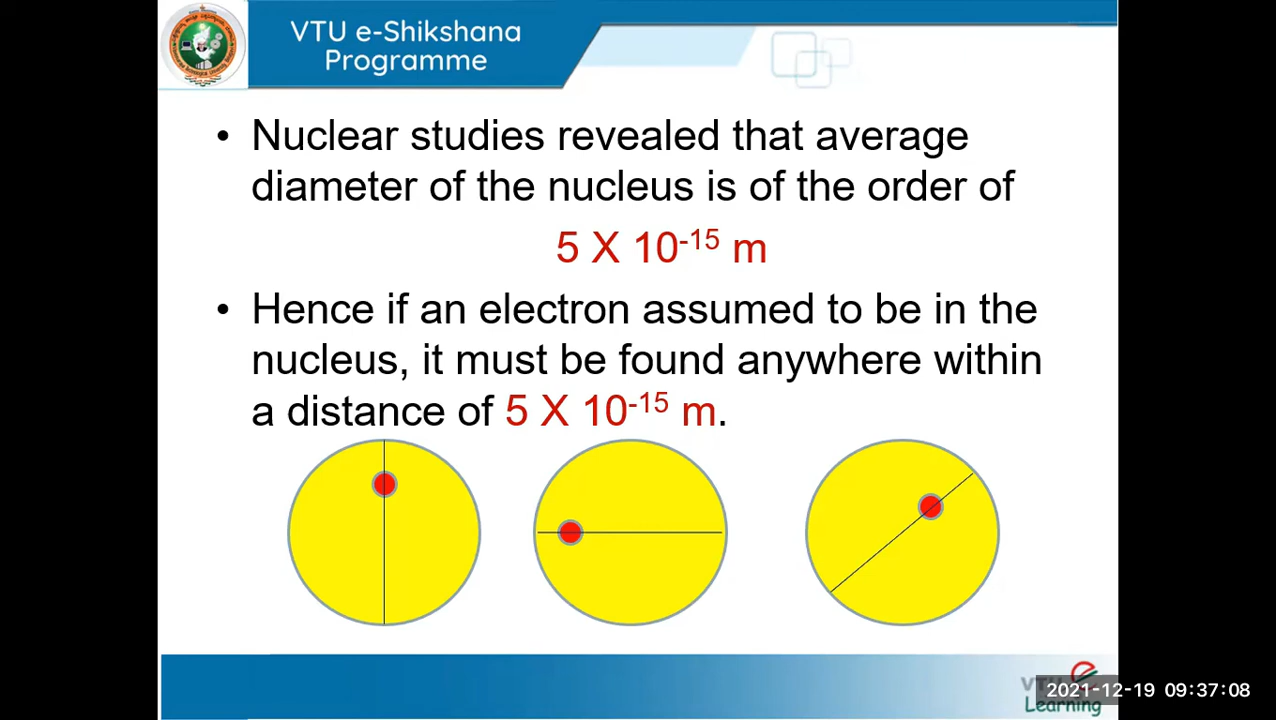 VTU e-Shikshana
Programme
• Nuclear studies revealed that average
diameter of the nucleus is of the order of
5 X 10⁻¹⁵ m
• Hence if an electron assumed to be in the
nucleus, it must be found anywhere within
a distance of 5 X 10⁻¹⁵ m.
VTU e
2021-12-19 09:37:08
Learning